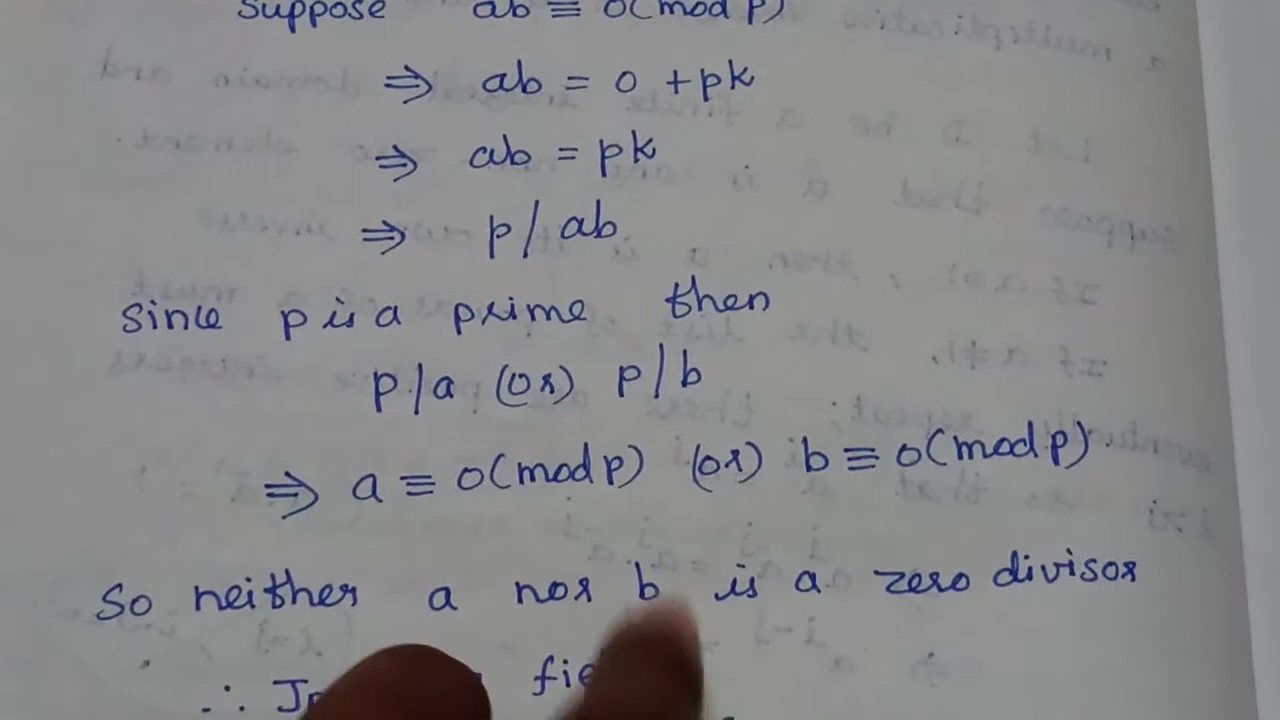 Suppose ab ≡ 0(mod p)
⇒ ab = 0 + pk
⇒ ab = pk
⇒ p/ab
since p is a prime then
p/a (or) p/b
⇒ a ≡ 0(mod p) (or) b ≡ 0(mod p).
So neither a nor b is a zero divisor
∴